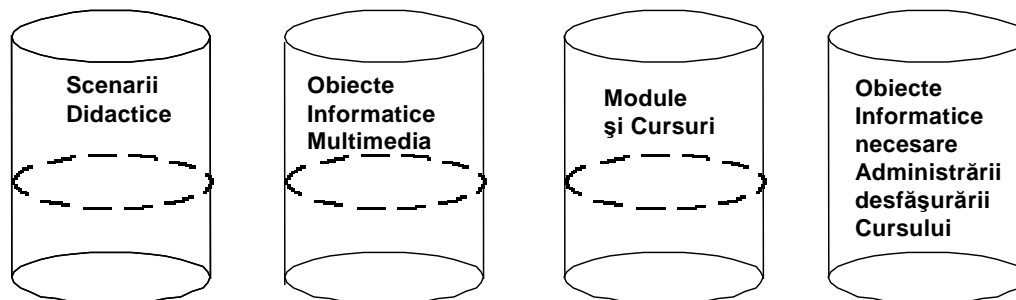 Scenarii
Didactice
Obiecte
Informatice
Multimedia
Module
şi Cursuri
Obiecte
Informatice
necesare
Administrării
desfăşurării
Cursului